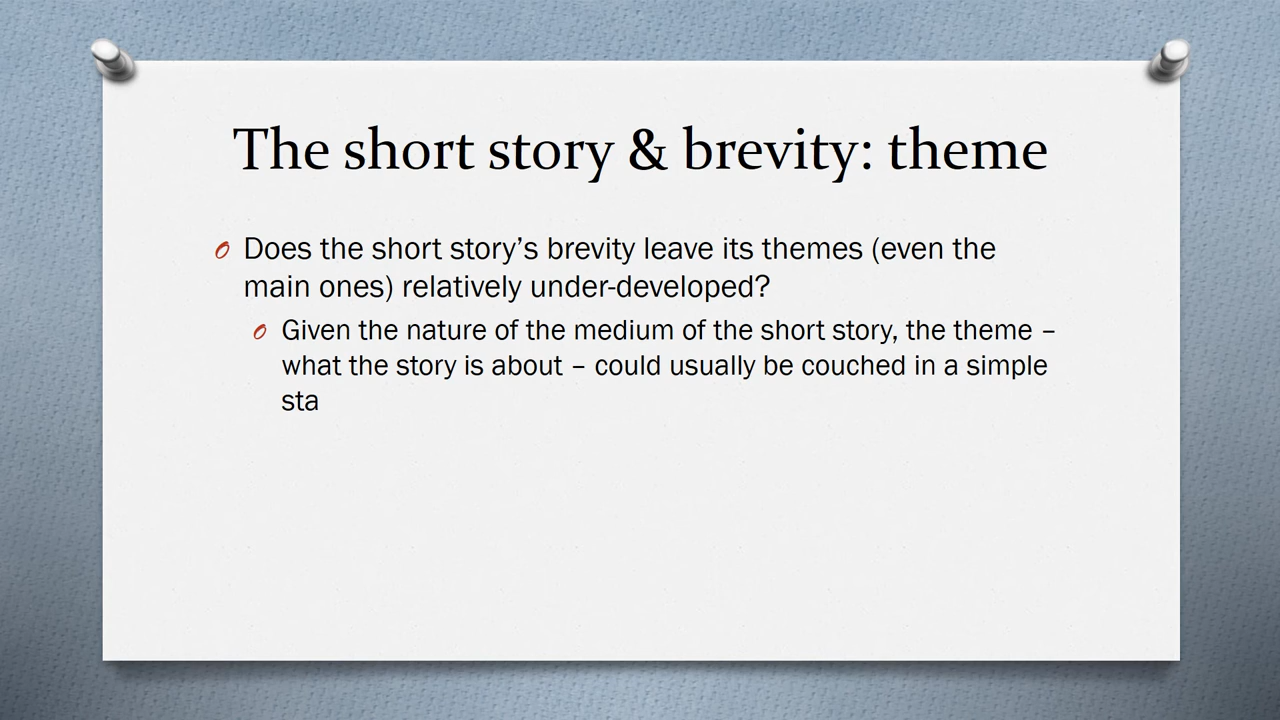 The short story & brevity: theme
Does the short story’s brevity leave its themes (even the
main ones) relatively under-developed?
Given the nature of the medium of the short story, the theme –
what the story is about – could usually be couched in a simple
sta